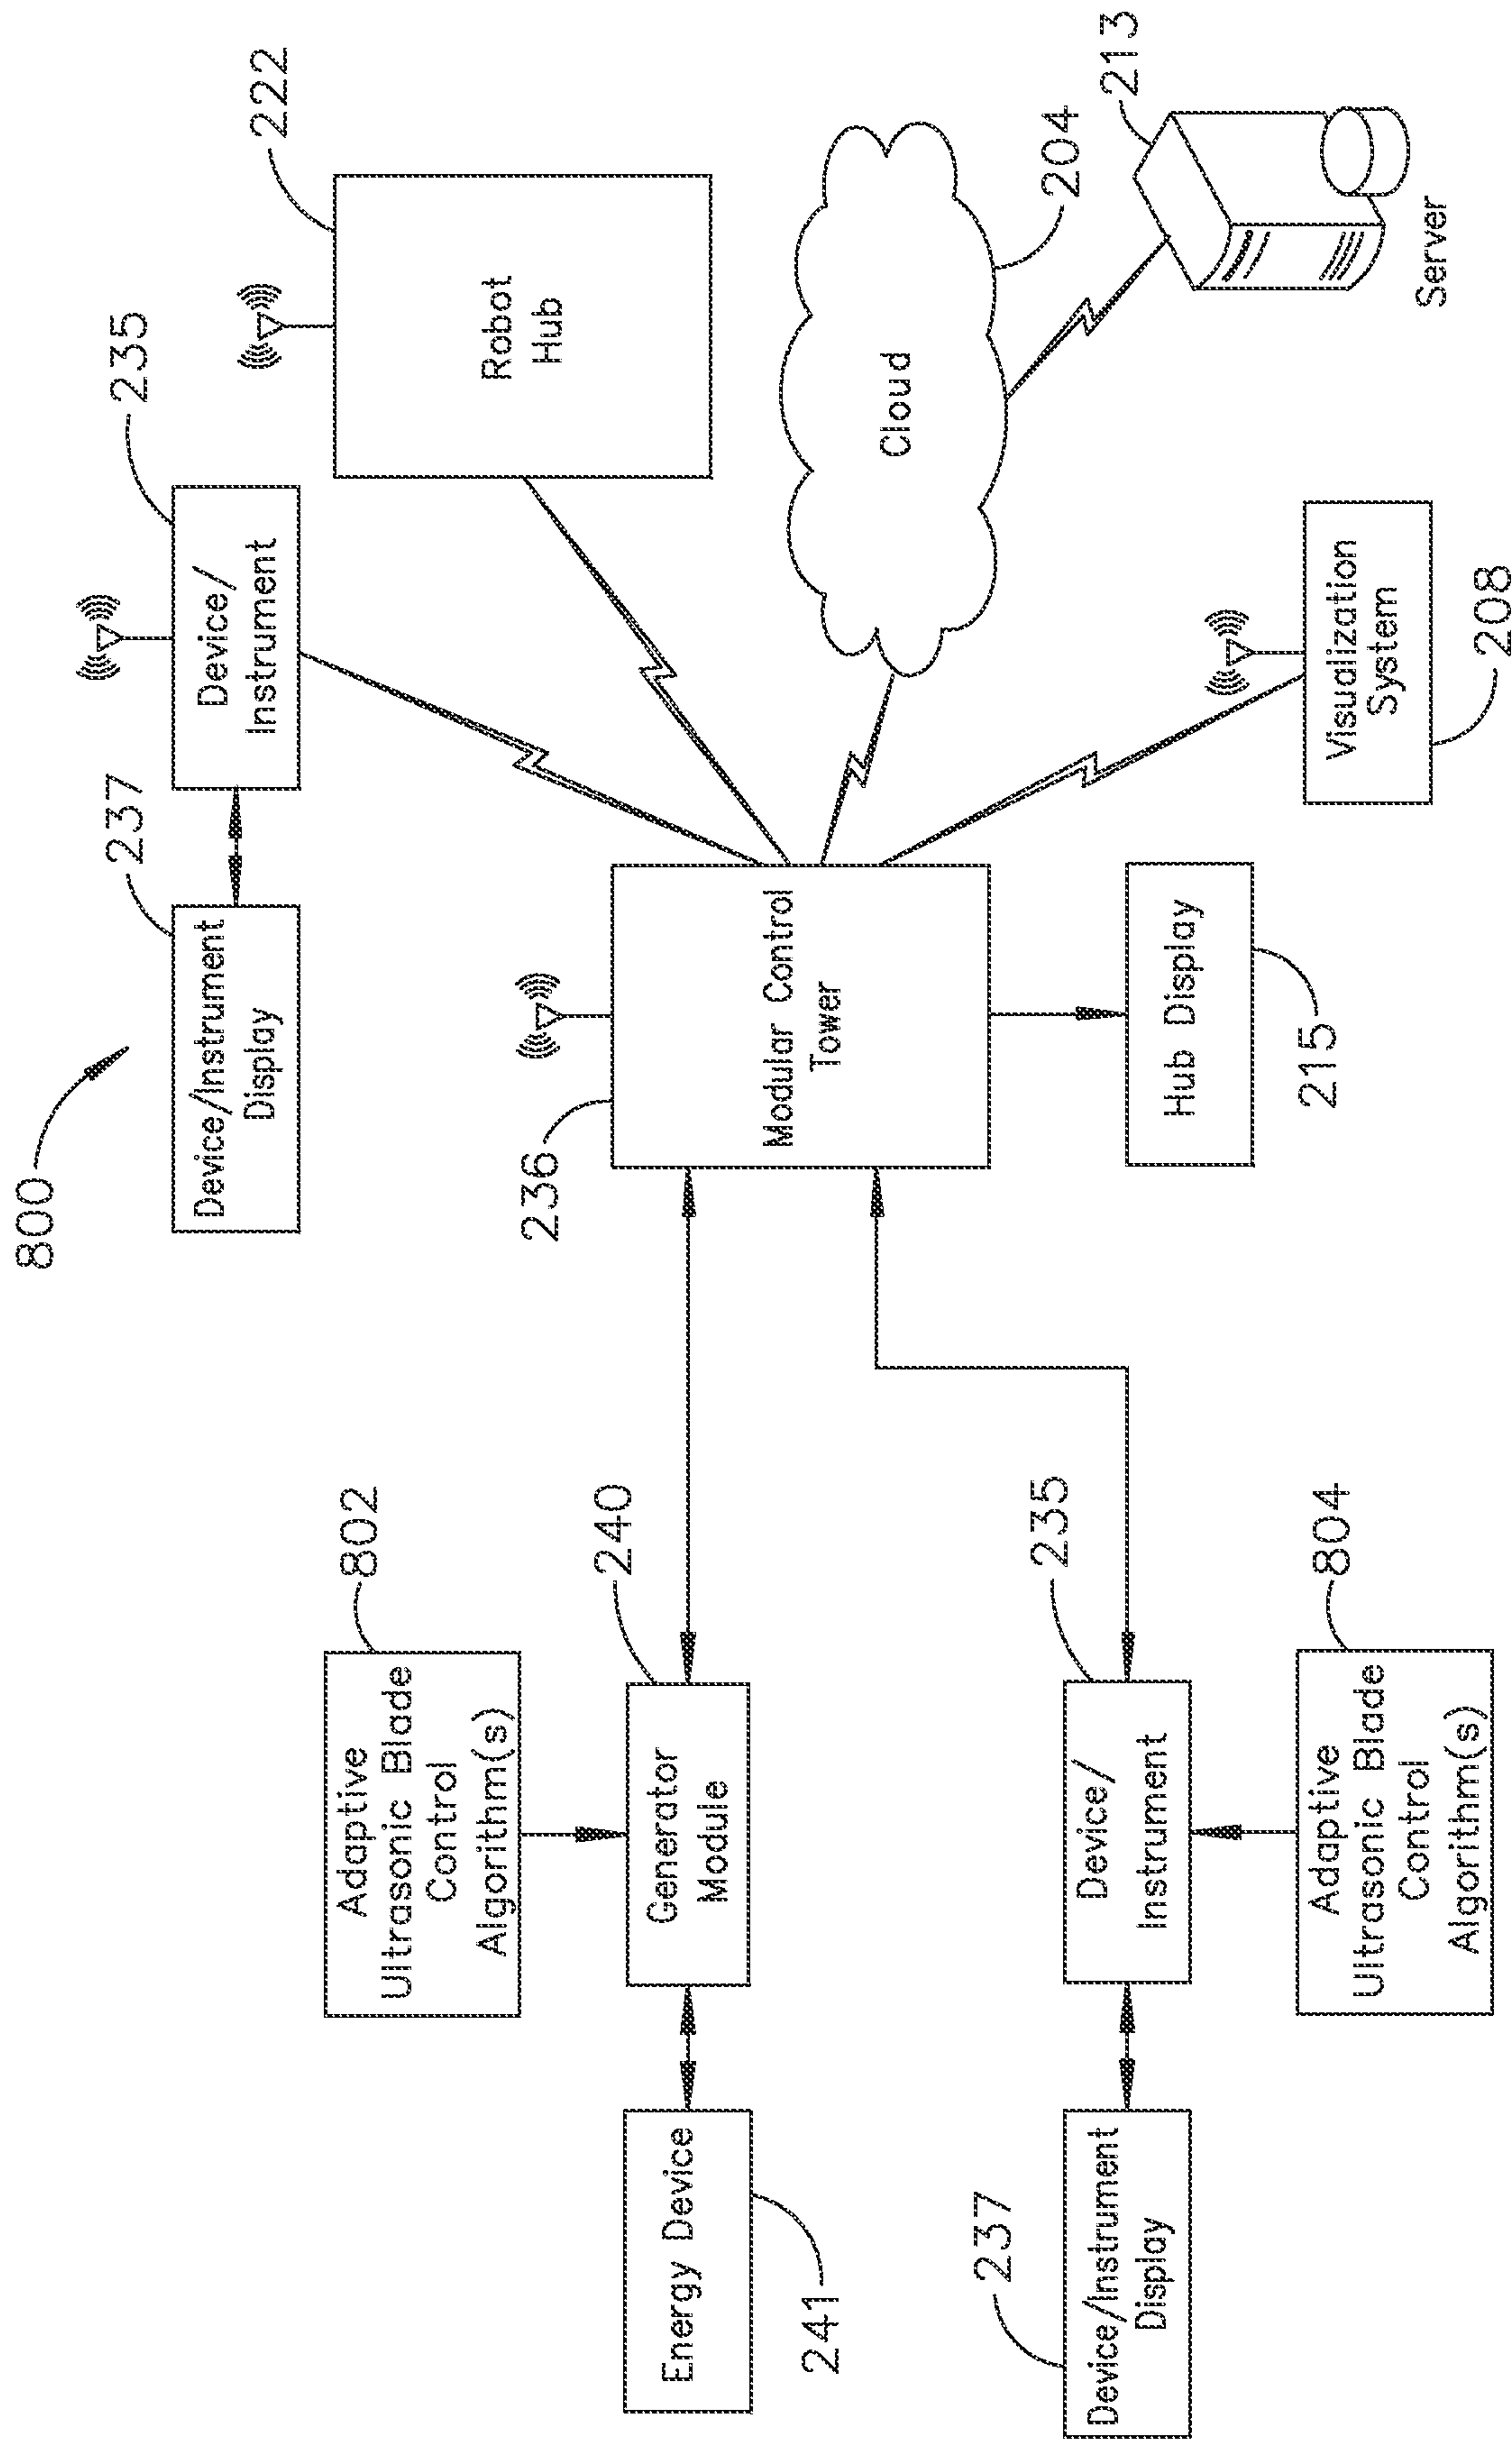 800
237
Device/Instrument
Display
235
Device/
Instrument
222
Robot
Hub
802
Adaptive
Ultrasonic Blade
Control
Algorithm(s)
236
Modular Control
Tower
Cloud
204
240
Generator
Module
Energy Device
241
235
Device/
Instrument
237
Device/Instrument
Display
Hub Display
215
213
Server
804
Adaptive
Ultrasonic Blade
Control
Algorithm(s)
Visualization
System
208